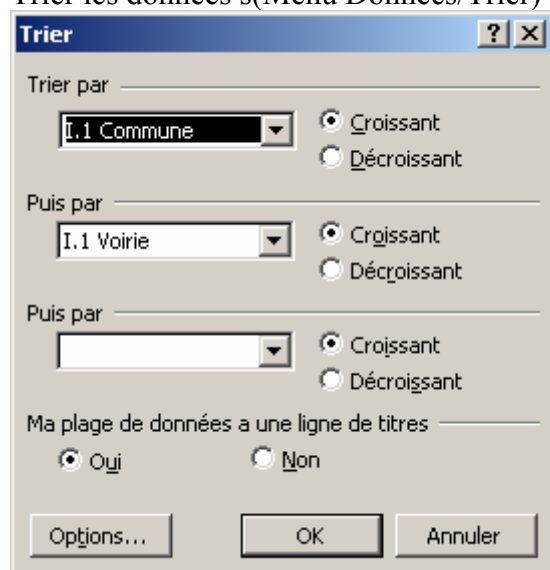 Trier les données s(Menu Données/Trier)
Trier
Trier par
I.1 Commune
Croissant
Décroissant
Puis par
I.1 Voirie
Croissant
Décroissant
Puis par
Croissant
Décroissant
Ma plage de données a une ligne de titres
Oui Non
Options... OK Annuler